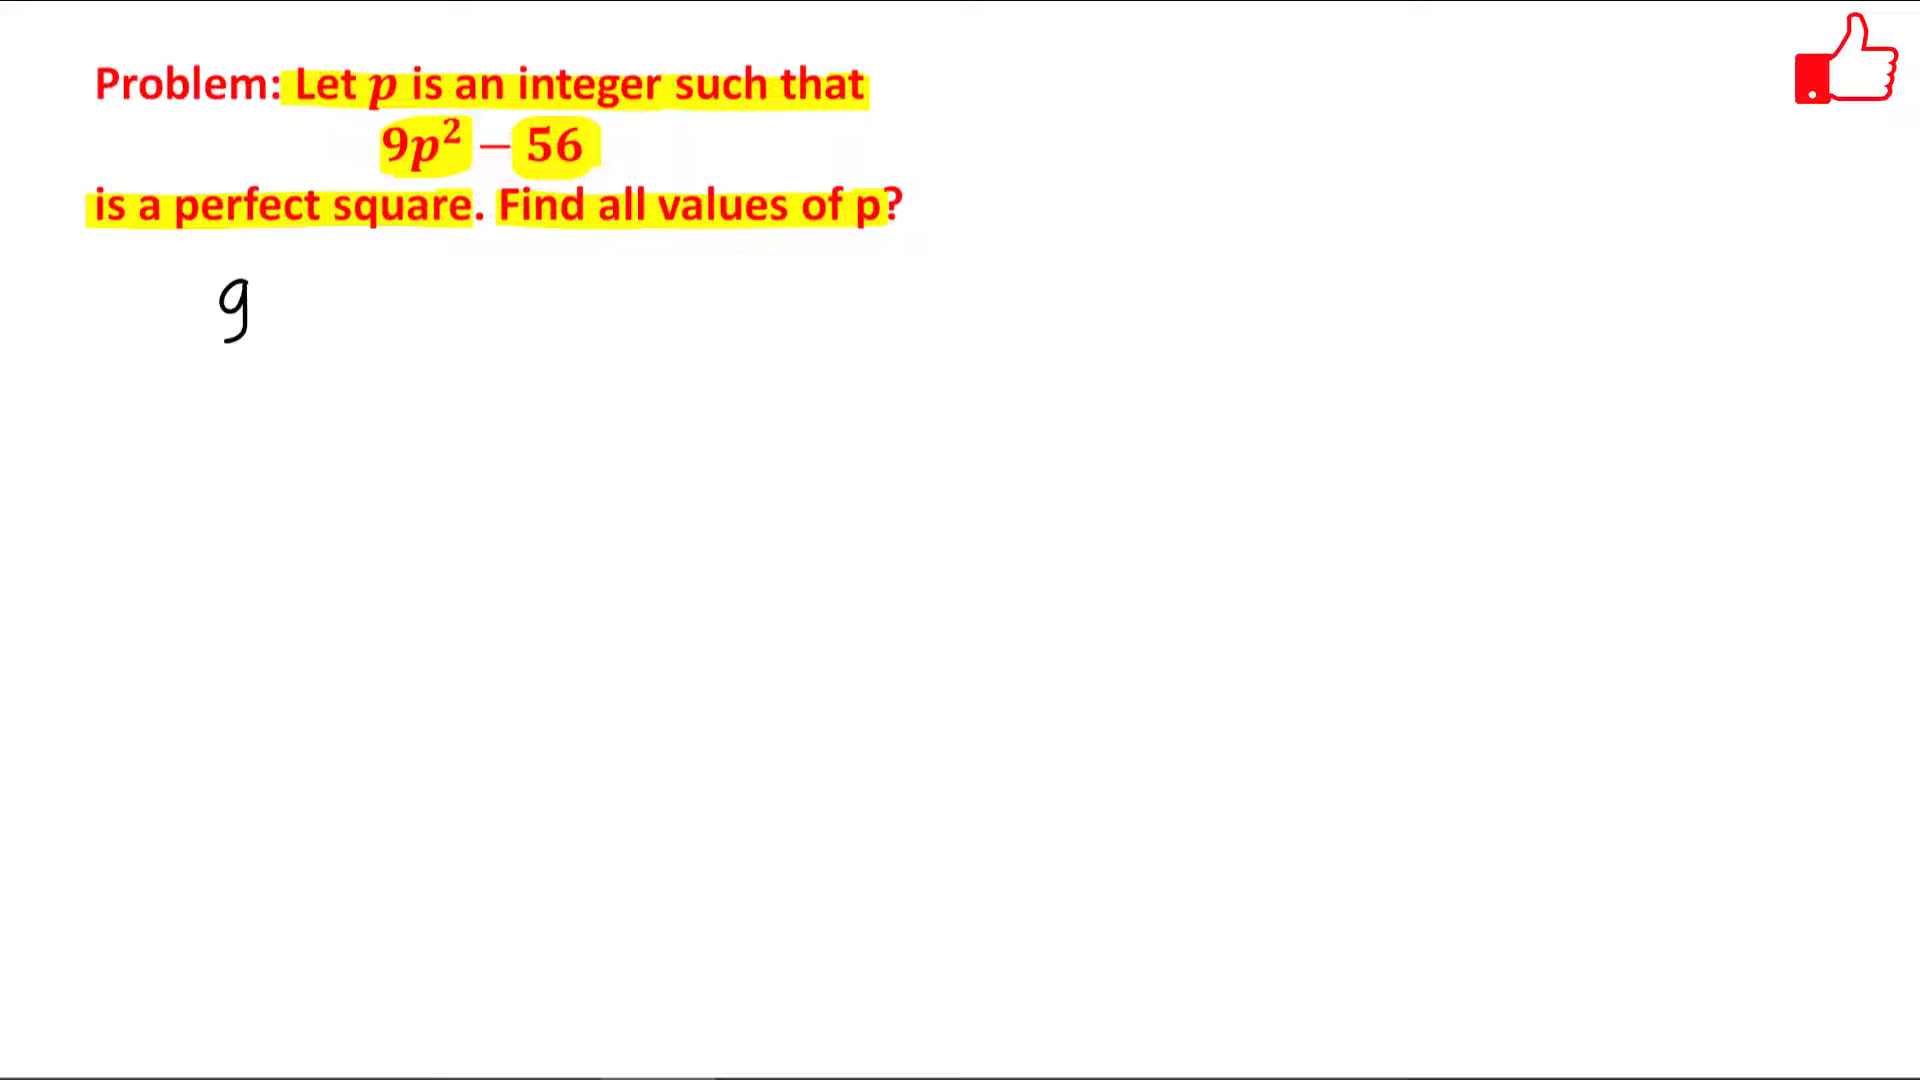 Problem: Let p is an integer such that
9p² – 56
is a perfect square. Find all values of p?
9